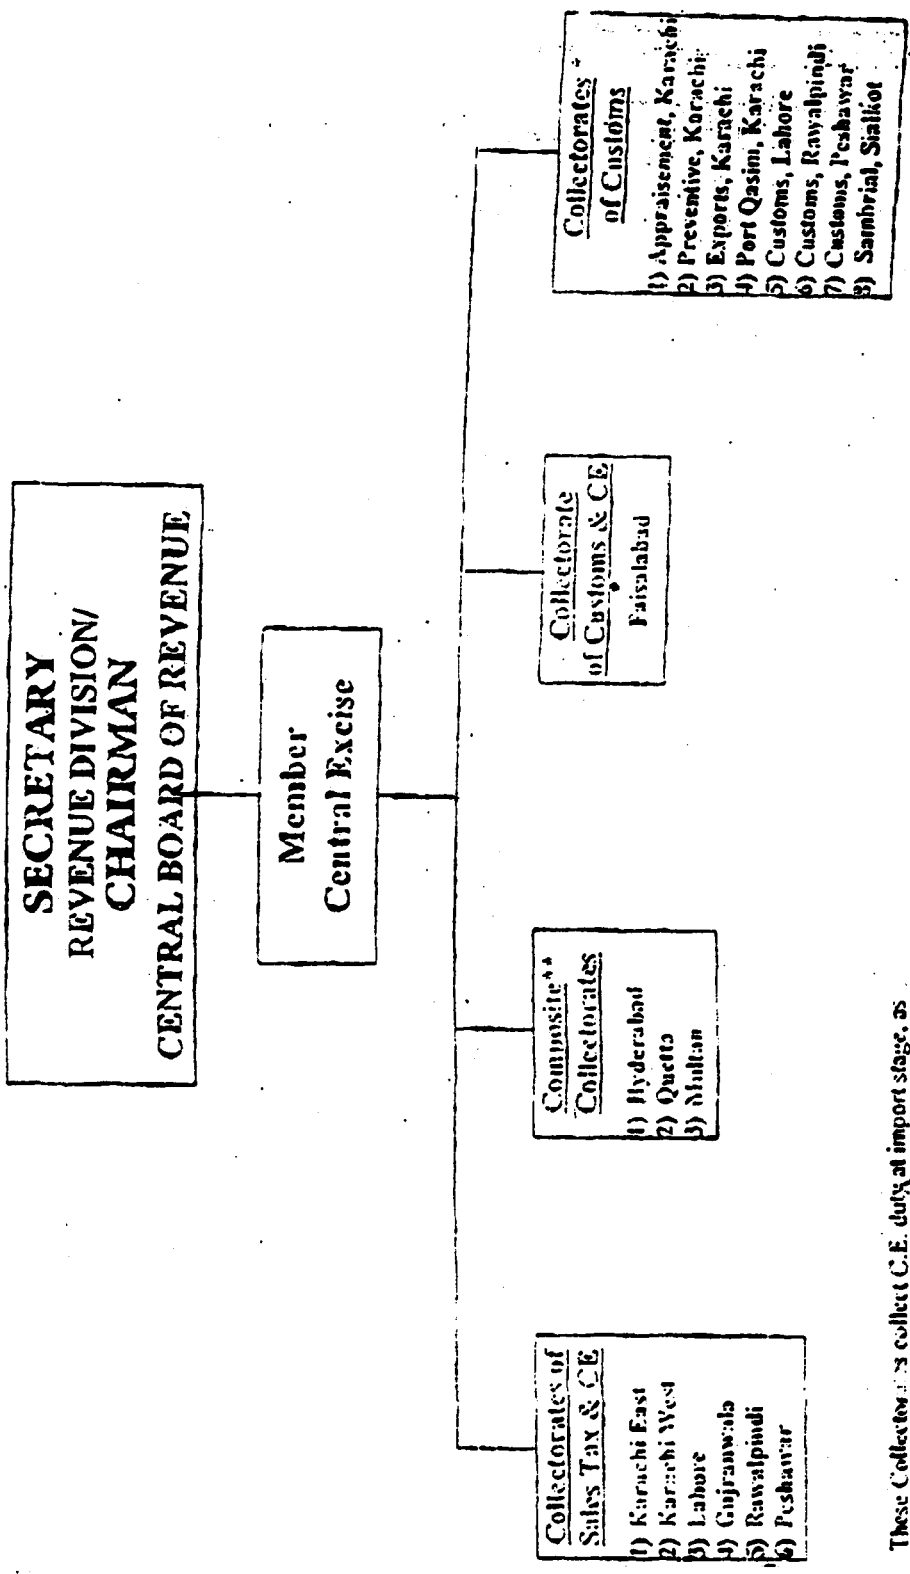 SECRETARY
REVENUE DIVISION/
CHAIRMAN
CENTRAL BOARD OF REVENUE
Member
Central Excise
Collectorates of
Sales Tax & CE
1) Karachi East
2) Karachi West
3) Lahore
4) Gujranwala
5) Rawalpindi
6) Peshawar
Composite**
Collectorates
1) Hyderabad
2) Quetta
3) Multan
Collectorate
of Customs & CE
Faisalabad
Collectorates*
of Customs
1) Appraisement, Karachi
2) Preventive, Karachi
3) Exports, Karachi
4) Port Qasim, Karachi
5) Customs, Lahore
6) Customs, Rawalpindi
7) Customs, Peshawar
8) Sambrial, Sialkot
These Collectorates collect C.E. duty at import stage, as